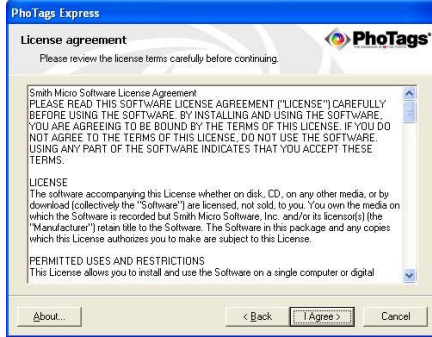 PhoTags Express
License agreement
Please review the license terms carefully before continuing.
PhoTags
Smith Micro Software License Agreement
PLEASE READ THIS SOFTWARE LICENSE AGREEMENT ("LICENSE") CAREFULLY
BEFORE USING THE SOFTWARE. BY INSTALLING AND USING THE SOFTWARE,
YOU ARE AGREEING TO BE BOUND BY THE TERMS OF THIS LICENSE. IF YOU DO
NOT AGREE TO THE TERMS OF THIS LICENSE, DO NOT USE THE SOFTWARE.
USING ANY PART OF THE SOFTWARE INDICATES THAT YOU ACCEPT THESE
TERMS.
LICENSE
The software accompanying this License whether on disk, CD, on any other media, or by
download (collectively the "Software") are licensed, not sold, to you. You own the media on
which the Software is recorded but Smith Micro Software, Inc. and/or its licensor(s) (the
"Manufacturer") retain title to the Software. The Software in this package and any copies
which this License authorizes you to make are subject to this License.
PERMITTED USES AND RESTRICTIONS
This License allows you to install and use the Software on a single computer or digital
About...
< Back
I Agree >
Cancel